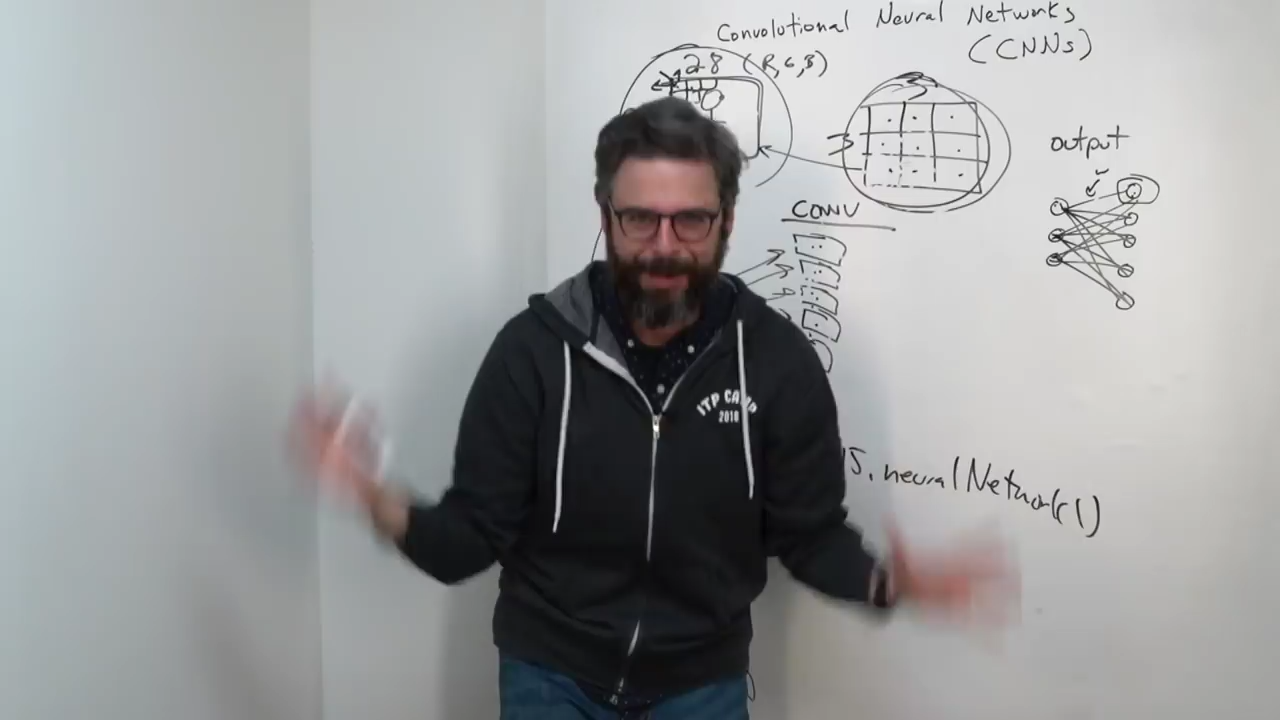 Convolutional Neural Networks
(CNNs)
28 (R,G,B)
3
3
output
CONV
ITP CAMP
2018
5.neuralNetwork()